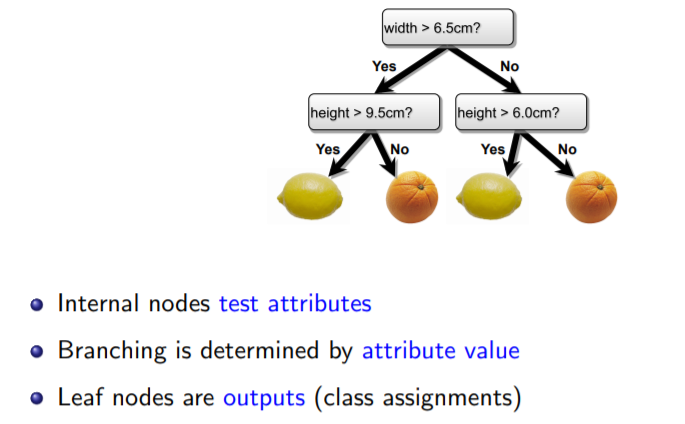 width > 6.5cm?
Yes No
height > 9.5cm? height > 6.0cm?
Yes No Yes No
Internal nodes test attributes
Branching is determined by attribute value
Leaf nodes are outputs (class assignments)